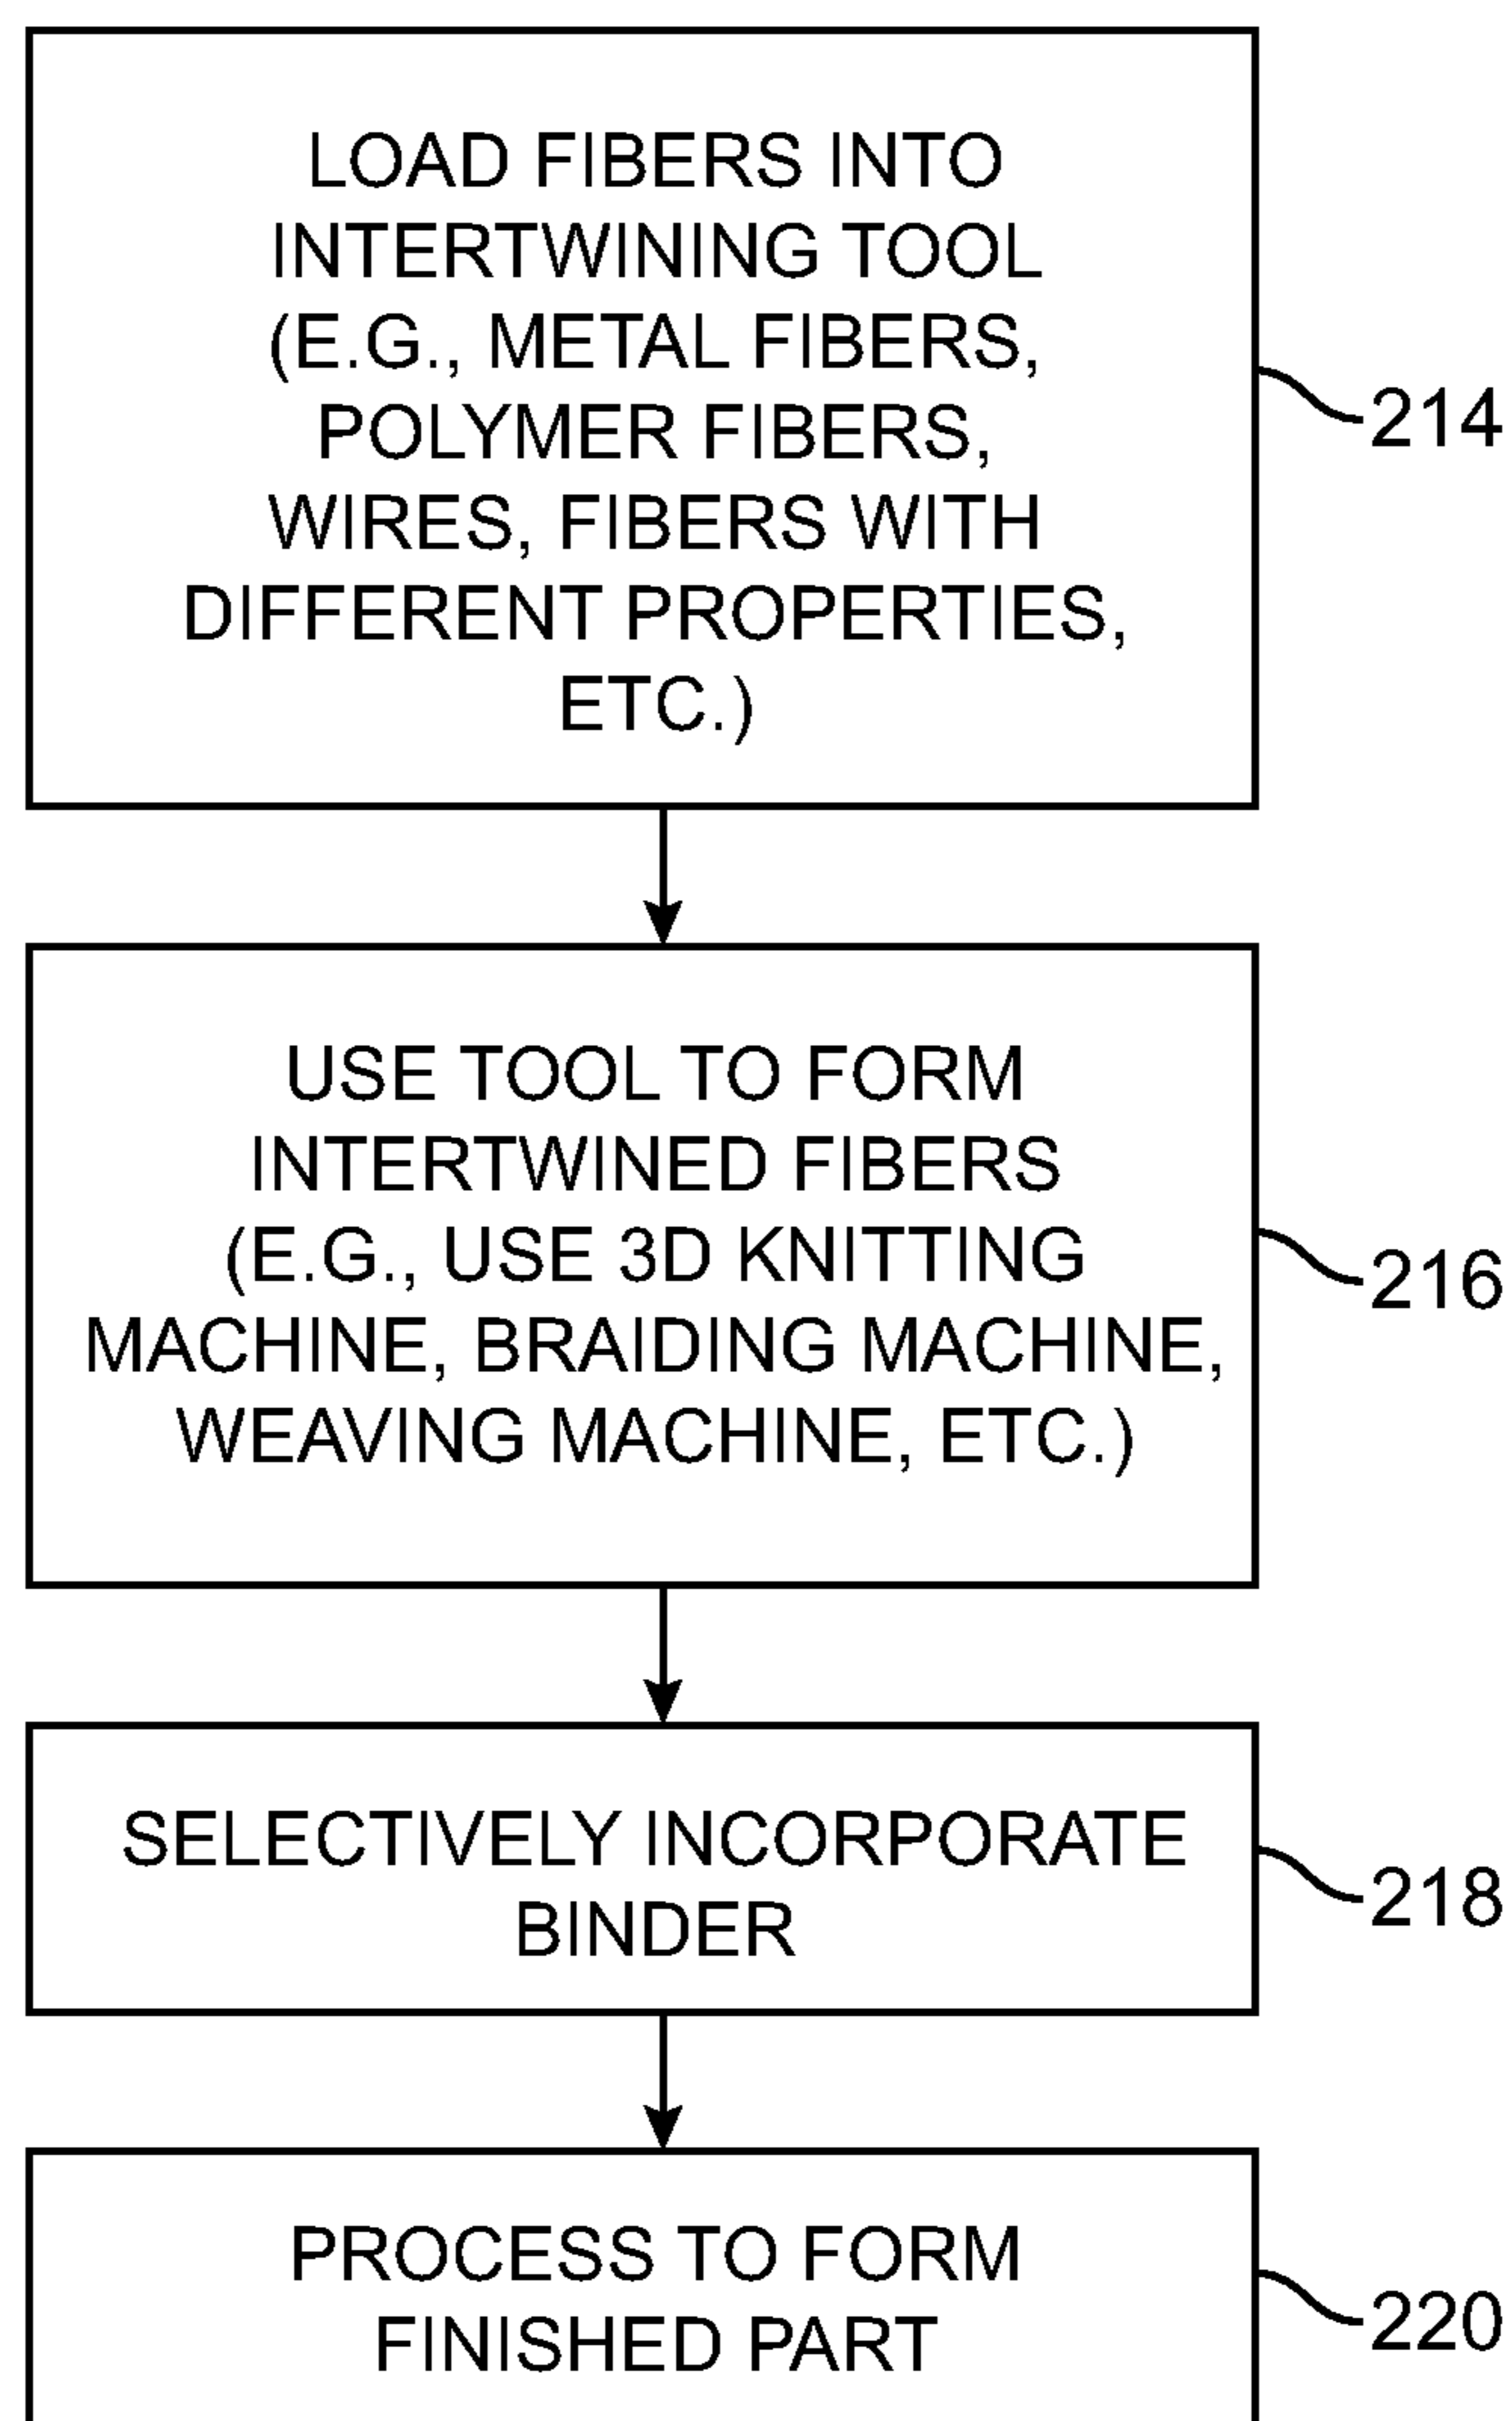 LOAD FIBERS INTO
INTERTWINING TOOL
(E.G., METAL FIBERS,
POLYMER FIBERS,
WIRES, FIBERS WITH
DIFFERENT PROPERTIES,
ETC.)
214
USE TOOL TO FORM
INTERTWINED FIBERS
(E.G., USE 3D KNITTING
MACHINE, BRAIDING MACHINE,
WEAVING MACHINE, ETC.)
216
SELECTIVELY INCORPORATE
BINDER
218
PROCESS TO FORM
FINISHED PART
220